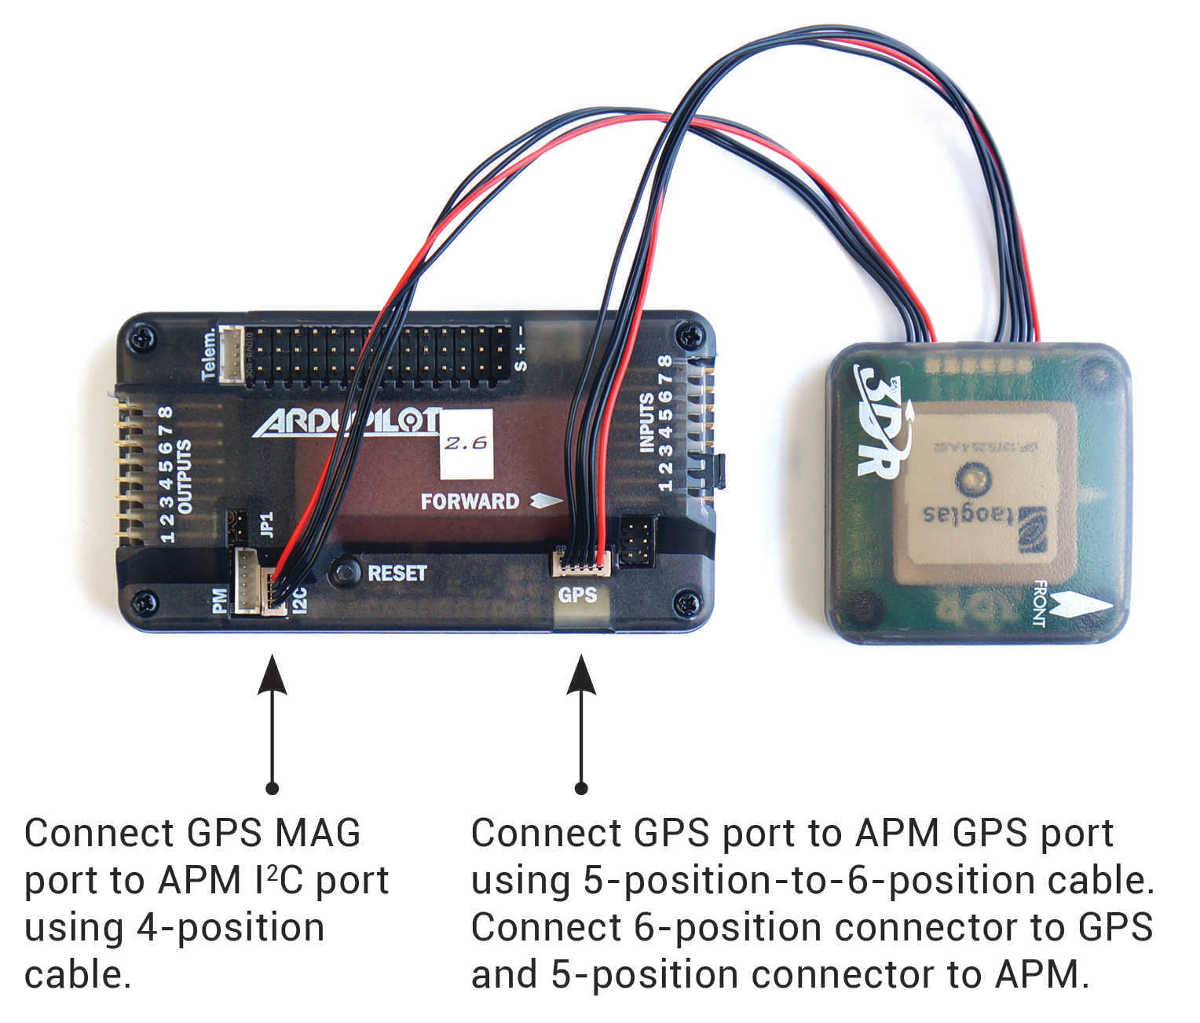 Telem.
- + S
1 2 3 4 5 6 7 8
OUTPUTS
ARDUPILOT
2.6
INPUTS
1 2 3 4 5 6 7 8
FORWARD
JP1
PM
I2C
RESET
GPS
3DR
taoglas
FRONT
Connect GPS MAG
port to APM I²C port
using 4-position
cable.
Connect GPS port to APM GPS port
using 5-position-to-6-position cable.
Connect 6-position connector to GPS
and 5-position connector to APM.